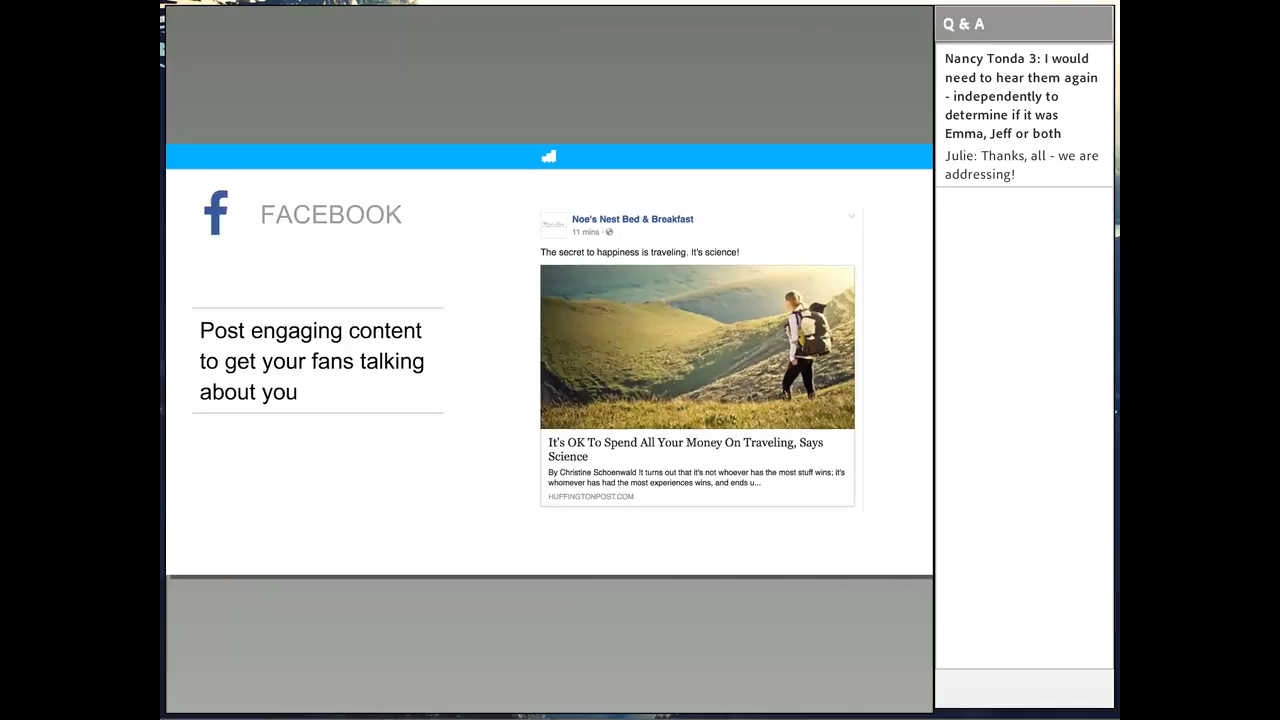 Q & A
Nancy Tonda 3: I would
need to hear them again
- independently to
determine if it was
Emma, Jeff or both
Julie: Thanks, all - we are
addressing!
FACEBOOK
Post engaging content
to get your fans talking
about you
Noe's Nest Bed & Breakfast
11 mins ·
The secret to happiness is traveling. It's science!
It's OK To Spend All Your Money On Traveling, Says
Science
By Christine Schoenwald It turns out that it's not whoever has the most stuff wins; it's
whomever has had the most experiences wins, and ends u...
HUFFINGTONPOST.COM